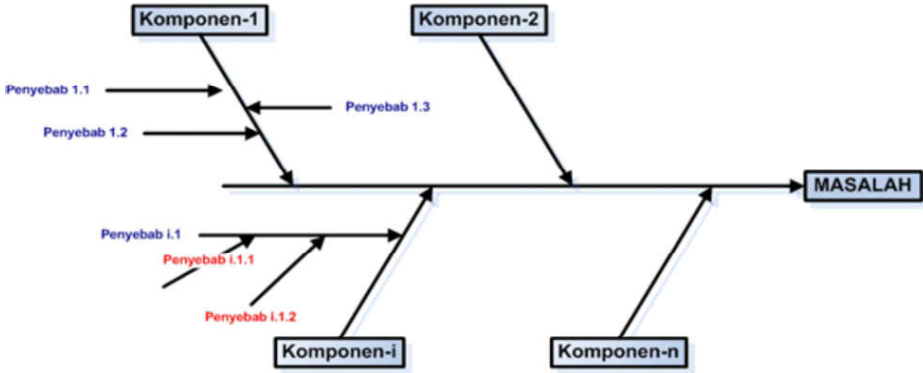 Komponen-1
Komponen-2
Penyebab 1.1
Penyebab 1.3
Penyebab 1.2
MASALAH
Penyebab i.1
Penyebab i.1.1
Penyebab i.1.2
Komponen-i
Komponen-n